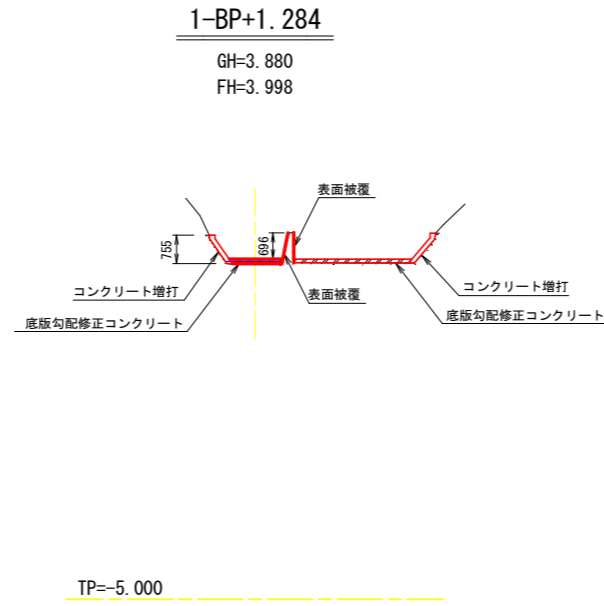 1-BP+1.284
GH=3.880
FH=3.998
表面被覆
755
696
コンクリート増打
表面被覆
コンクリート増打
底版勾配修正コンクリート
底版勾配修正コンクリート
TP=-5.000